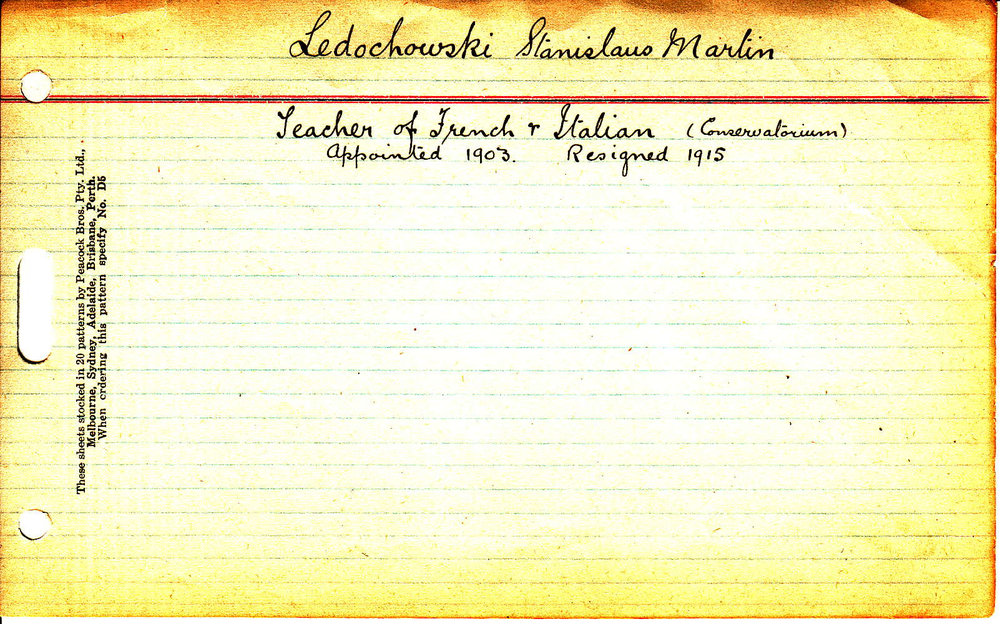 Ledochowski Stanislaus Martin
Teacher of French & Italian (Conservatorium)
Appointed 1903. Resigned 1915
These sheets stocked in 20 patterns by Peacock Bros. Pty. Ltd.,
Melbourne, Sydney, Adelaide, Brisbane, Perth.
When ordering this pattern specify No. D5